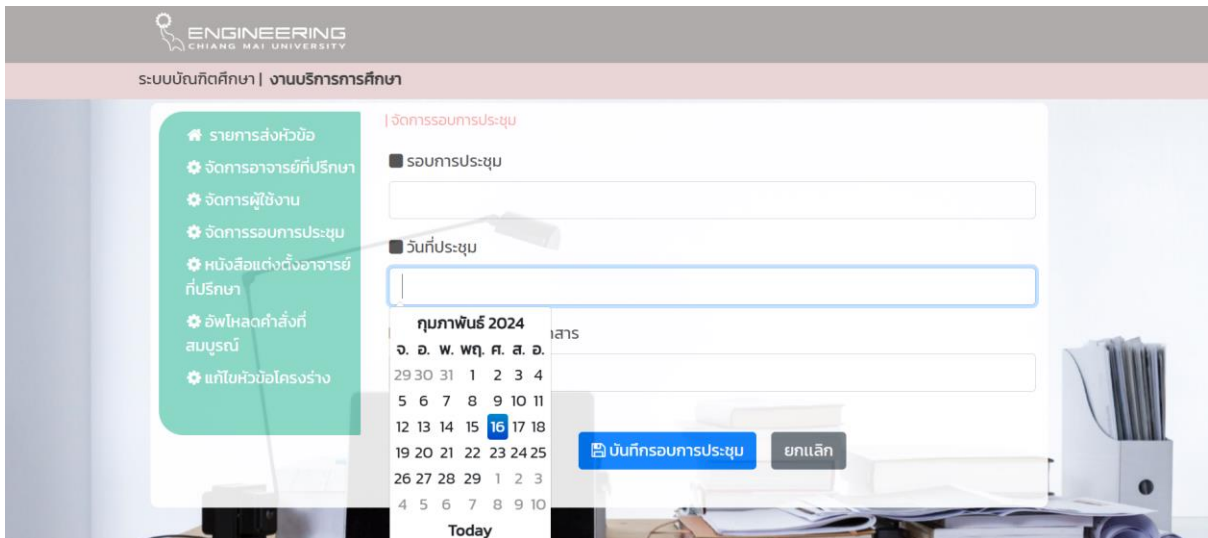 ENGINEERING
CHIANG MAI UNIVERSITY
ระบบบัณฑิตศึกษา | งานบริการการศึกษา
รายการส่งหัวข้อ
จัดการอาจารย์ที่ปรึกษา
จัดการผู้ใช้งาน
จัดการรอบการประชุม
หนังสือแต่งตั้งอาจารย์
ที่ปรึกษา
อัพโหลดคำสั่งที่
สมบูรณ์
แก้ไขหัวข้อโครงร่าง
| จัดการรอบการประชุม
รอบการประชุม
วันที่ประชุม
กุมภาพันธ์ 2024
จ. อ. พ. พฤ. ศ. ส. อ.
29 30 31 1 2 3 4
5 6 7 8 9 10 11
12 13 14 15 16 17 18
19 20 21 22 23 24 25
26 27 28 29 1 2 3
4 5 6 7 8 9 10
Today
บันทึกรอบการประชุม
ยกเเลิก